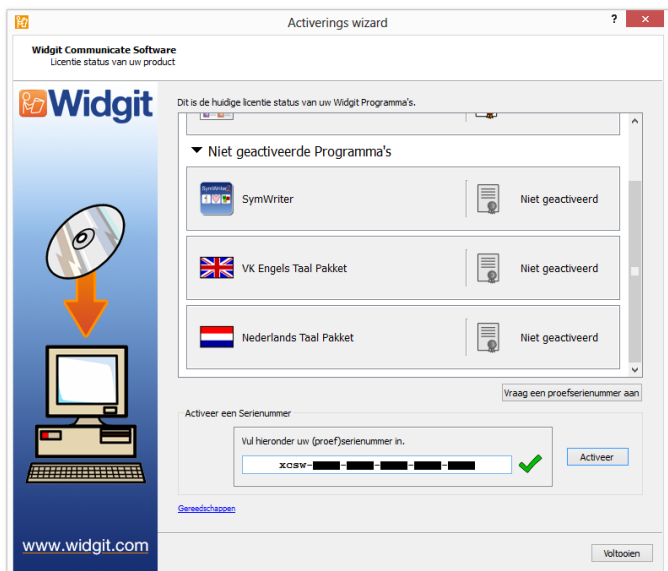 Activerings wizard
Widgit Communicate Software
Licentie status van uw product
Widgit
Dit is de huidige licentie status van uw Widgit Programma's.
Niet geactiveerde Programma's
SymWriter
SymWriter
Niet geactiveerd
VK Engels Taal Pakket
Niet geactiveerd
Nederlands Taal Pakket
Niet geactiveerd
Vraag een proefserienummer aan
Activeer een Serienummer
Vul hieronder uw (proef)serienummer in.
xcsw-
Activeer
Gereedschappen
www.widgit.com
Voltooien